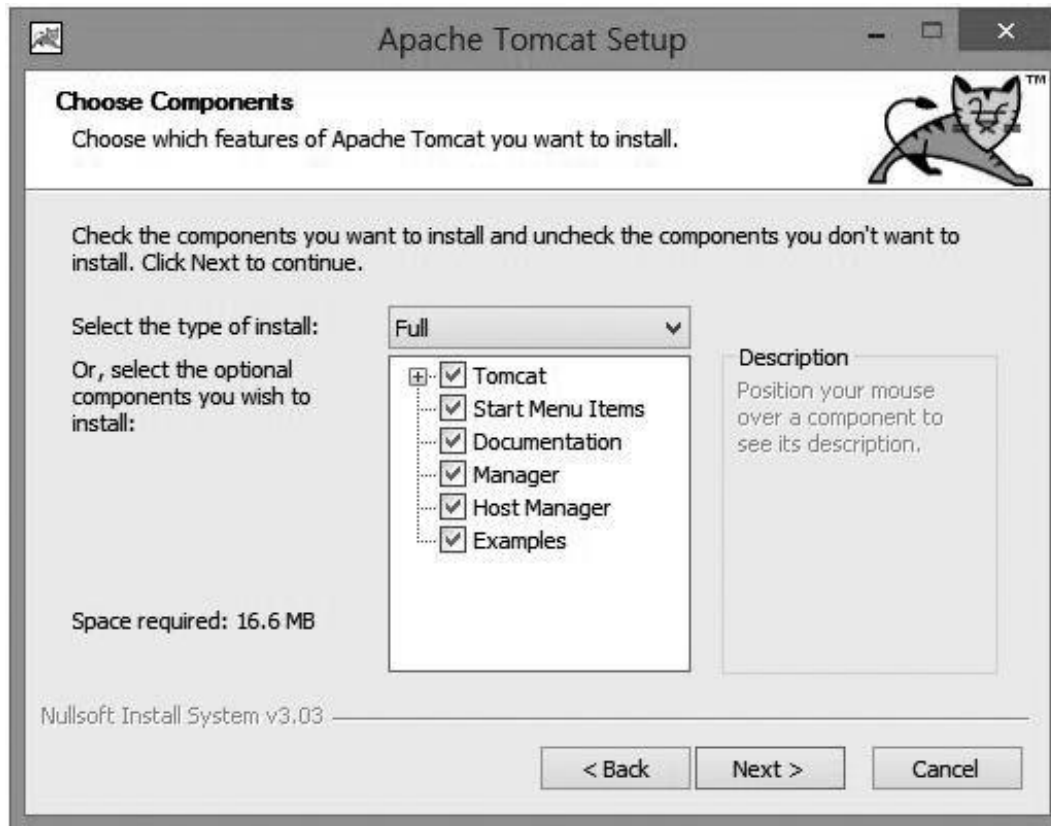 Apache Tomcat Setup
TM
Choose Components
Choose which features of Apache Tomcat you want to install.
Check the components you want to install and uncheck the components you don't want to
install. Click Next to continue.
Select the type of install:
Full
Or, select the optional
components you wish to
install:
Tomcat
Start Menu Items
Documentation
Manager
Host Manager
Examples
Description
Position your mouse
over a component to
see its description.
Space required: 16.6 MB
Nullsoft Install System v3.03
< Back
Next >
Cancel